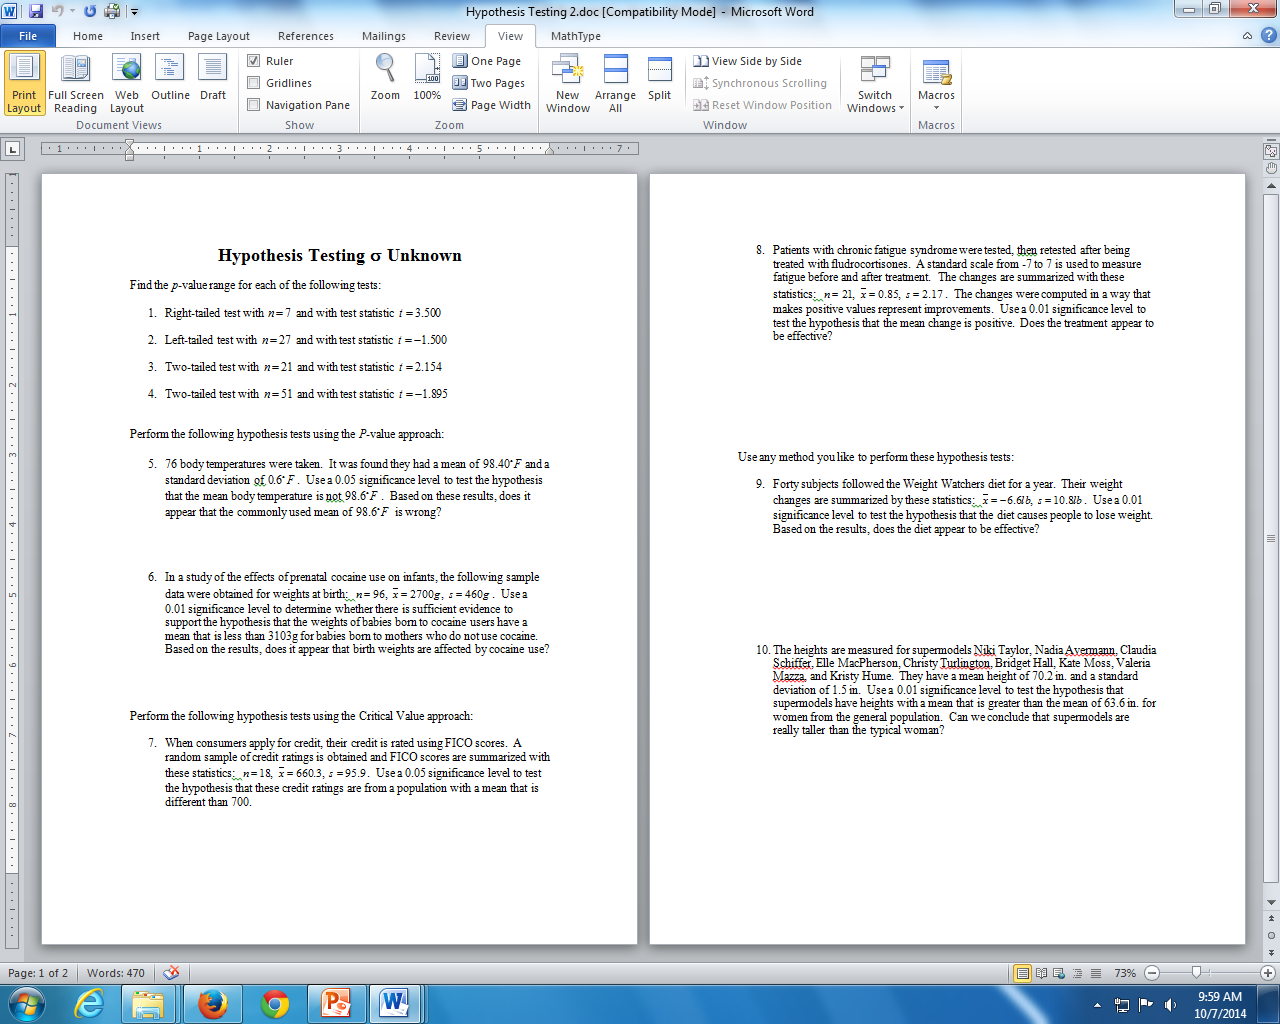 Hypothesis Testing 2.doc [Compatibility Mode] - Microsoft Word
File Home Insert Page Layout References Mailings Review View MathType
Print Layout
Full Screen Reading
Web Layout
Outline
Draft
Document Views
Ruler
Gridlines
Navigation Pane
Show
Zoom
100%
One Page
Two Pages
Page Width
Zoom
New Window
Arrange All
Split
View Side by Side
Synchronous Scrolling
Reset Window Position
Window
Switch Windows
Macros
Macros
Hypothesis Testing σ Unknown
Find the p-value range for each of the following tests:
1. Right-tailed test with n = 7 and with test statistic t = 3.500
2. Left-tailed test with n = 27 and with test statistic t = −1.500
3. Two-tailed test with n = 21 and with test statistic t = 2.154
4. Two-tailed test with n = 51 and with test statistic t = −1.895
Perform the following hypothesis tests using the P-value approach:
5. 76 body temperatures were taken. It was found they had a mean of 98.40°F and a
standard deviation of 0.6°F. Use a 0.05 significance level to test the hypothesis
that the mean body temperature is not 98.6°F. Based on these results, does it
appear that the commonly used mean of 98.6°F is wrong?
6. In a study of the effects of prenatal cocaine use on infants, the following sample
data were obtained for weights at birth: n = 96, x̄ = 2700g, s = 460g. Use a
0.01 significance level to determine whether there is sufficient evidence to
support the hypothesis that the weights of babies born to cocaine users have a
mean that is less than 3103g for babies born to mothers who do not use cocaine.
Based on the results, does it appear that birth weights are affected by cocaine use?
Perform the following hypothesis tests using the Critical Value approach:
7. When consumers apply for credit, their credit is rated using FICO scores. A
random sample of credit ratings is obtained and FICO scores are summarized with
these statistics: n = 18, x̄ = 660.3, s = 95.9. Use a 0.05 significance level to test
the hypothesis that these credit ratings are from a population with a mean that is
different than 700.
8. Patients with chronic fatigue syndrome were tested, then retested after being
treated with fludrocortisones. A standard scale from -7 to 7 is used to measure
fatigue before and after treatment. The changes are summarized with these
statistics: n = 21, x̄ = 0.85, s = 2.17. The changes were computed in a way that
makes positive values represent improvements. Use a 0.01 significance level to
test the hypothesis that the mean change is positive. Does the treatment appear to
be effective?
Use any method you like to perform these hypothesis tests:
9. Forty subjects followed the Weight Watchers diet for a year. Their weight
changes are summarized by these statistics: x̄ = −6.6lb, s = 10.8lb. Use a 0.01
significance level to test the hypothesis that the diet causes people to lose weight.
Based on the results, does the diet appear to be effective?
10. The heights are measured for supermodels Niki Taylor, Nadia Avermann, Claudia
Schiffer, Elle MacPherson, Christy Turlington, Bridget Hall, Kate Moss, Valeria
Mazza, and Kristy Hume. They have a mean height of 70.2 in. and a standard
deviation of 1.5 in. Use a 0.01 significance level to test the hypothesis that
supermodels have heights with a mean that is greater than the mean of 63.6 in. for
women from the general population. Can we conclude that supermodels are
really taller than the typical woman?
Page: 1 of 2 Words: 470 73%
9:59 AM
10/7/2014